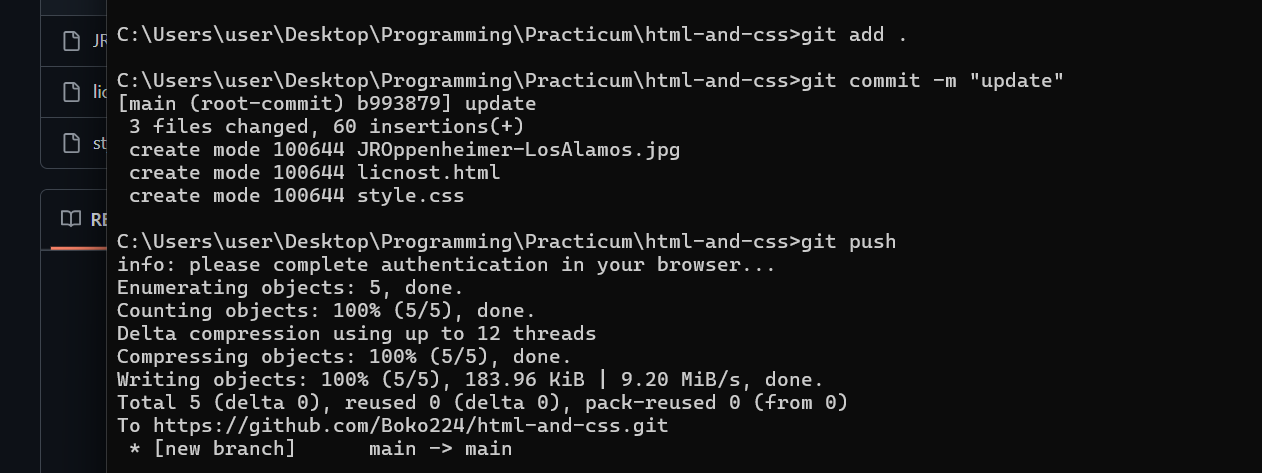 C:\Users\user\Desktop\Programming\Practicum\html-and-css>git add .
JR
C:\Users\user\Desktop\Programming\Practicum\html-and-css>git commit -m "update"
lic
[main (root-commit) b993879] update
3 files changed, 60 insertions(+)
st
create mode 100644 JROppenheimer-LosAlamos.jpg
create mode 100644 licnost.html
create mode 100644 style.css
RE
C:\Users\user\Desktop\Programming\Practicum\html-and-css>git push
info: please complete authentication in your browser...
Enumerating objects: 5, done.
Counting objects: 100% (5/5), done.
Delta compression using up to 12 threads
Compressing objects: 100% (5/5), done.
Writing objects: 100% (5/5), 183.96 KiB | 9.20 MiB/s, done.
Total 5 (delta 0), reused 0 (delta 0), pack-reused 0 (from 0)
To https://github.com/Boko224/html-and-css.git
* [new branch]      main -> main